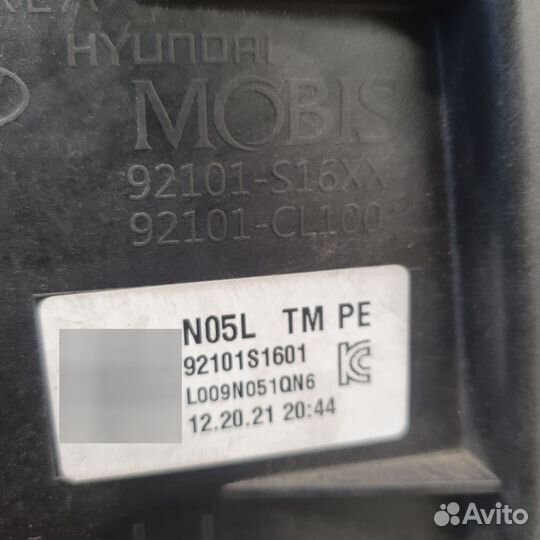 HYUNDAI
MOBIS
92101-S16XX
92101-CL100
N05L TM PE
92101S1601
L009N051QN6
12.20.21 20:44
Avito